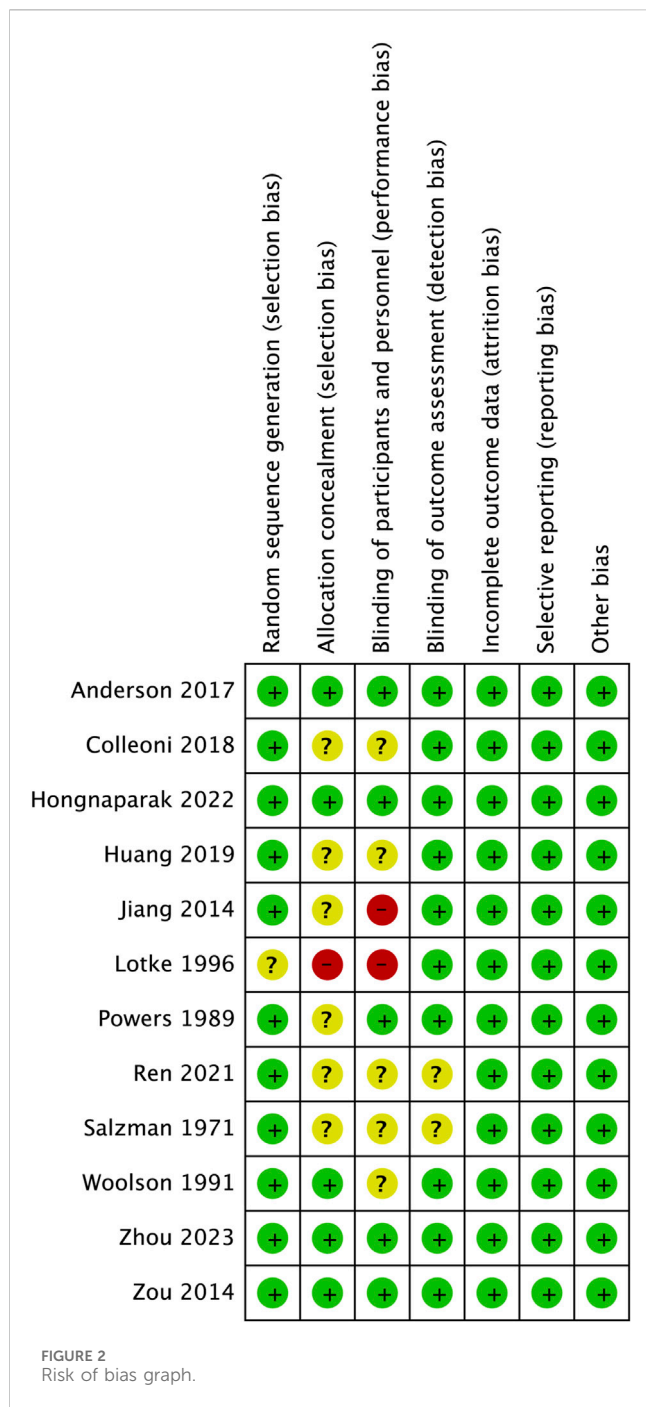 Random sequence generation (selection bias)
Allocation concealment (selection bias)
Blinding of participants and personnel (performance bias)
Blinding of outcome assessment (detection bias)
Incomplete outcome data (attrition bias)
Selective reporting (reporting bias)
Other bias
Anderson 2017 + + + + + + +
Colleoni 2018 + ? ? + + + +
Hongnaparak 2022 + + + + + + +
Huang 2019 + ? ? + + + +
Jiang 2014 + ? - + + + +
Lotke 1996 ? - - + + + +
Powers 1989 + ? + + + + +
Ren 2021 + ? ? ? + + +
Salzman 1971 + ? ? ? + + +
Woolson 1991 + + ? + + + +
Zhou 2023 + + + + + + +
Zou 2014 + + + + + + +
FIGURE 2
Risk of bias graph.